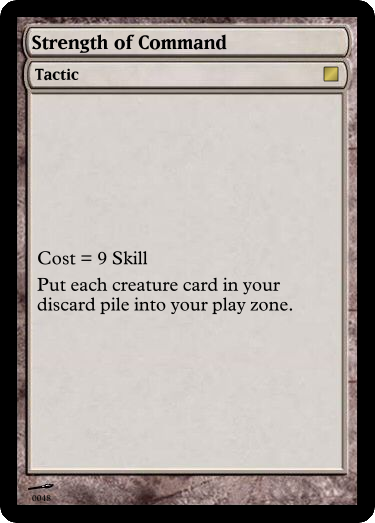 Strength of Command
Tactic
Cost = 9 Skill
Put each creature card in your
discard pile into your play zone.
0048